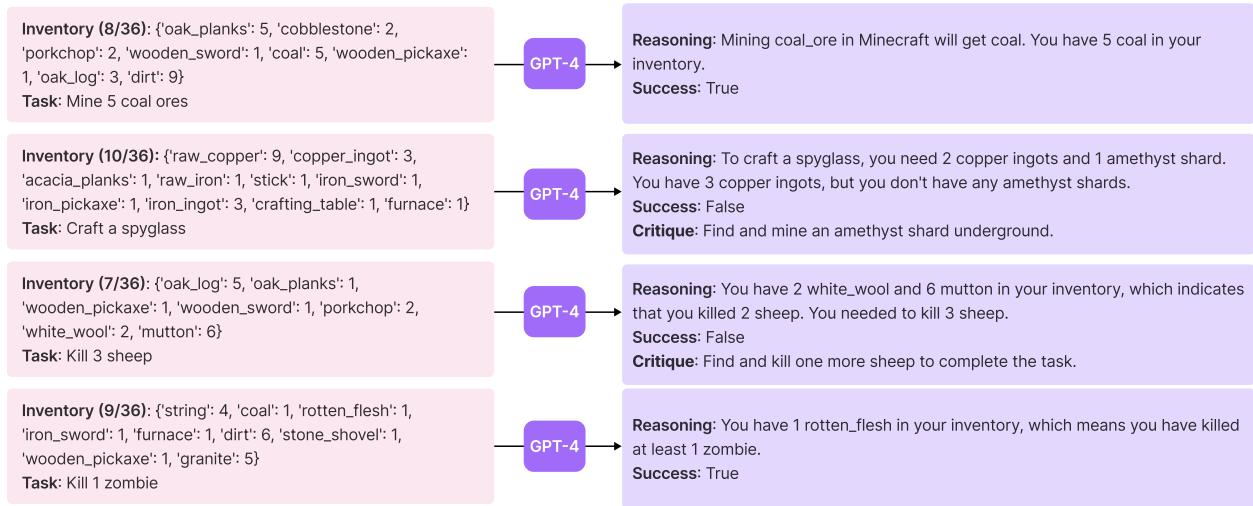 Inventory (8/36): {'oak_planks': 5, 'cobblestone': 2,
'porkchop': 2, 'wooden_sword': 1, 'coal': 5, 'wooden_pickaxe':
1, 'oak_log': 3, 'dirt': 9}
Task: Mine 5 coal ores
GPT-4
Reasoning: Mining coal_ore in Minecraft will get coal. You have 5 coal in your
inventory.
Success: True
Inventory (10/36): {'raw_copper': 9, 'copper_ingot': 3,
'acacia_planks': 1, 'raw_iron': 1, 'stick': 1, 'iron_sword': 1,
'iron_pickaxe': 1, 'iron_ingot': 3, 'crafting_table': 1, 'furnace': 1}
Task: Craft a spyglass
GPT-4
Reasoning: To craft a spyglass, you need 2 copper ingots and 1 amethyst shard.
You have 3 copper ingots, but you don't have any amethyst shards.
Success: False
Critique: Find and mine an amethyst shard underground.
Inventory (7/36): {'oak_log': 5, 'oak_planks': 1,
'wooden_pickaxe': 1, 'wooden_sword': 1, 'porkchop': 2,
'white_wool': 2, 'mutton': 6}
Task: Kill 3 sheep
GPT-4
Reasoning: You have 2 white_wool and 6 mutton in your inventory, which indicates
that you killed 2 sheep. You needed to kill 3 sheep.
Success: False
Critique: Find and kill one more sheep to complete the task.
Inventory (9/36): {'string': 4, 'coal': 1, 'rotten_flesh': 1,
'iron_sword': 1, 'furnace': 1, 'dirt': 6, 'stone_shovel': 1,
'wooden_pickaxe': 1, 'granite': 5}
Task: Kill 1 zombie
GPT-4
Reasoning: You have 1 rotten_flesh in your inventory, which means you have killed
at least 1 zombie.
Success: True